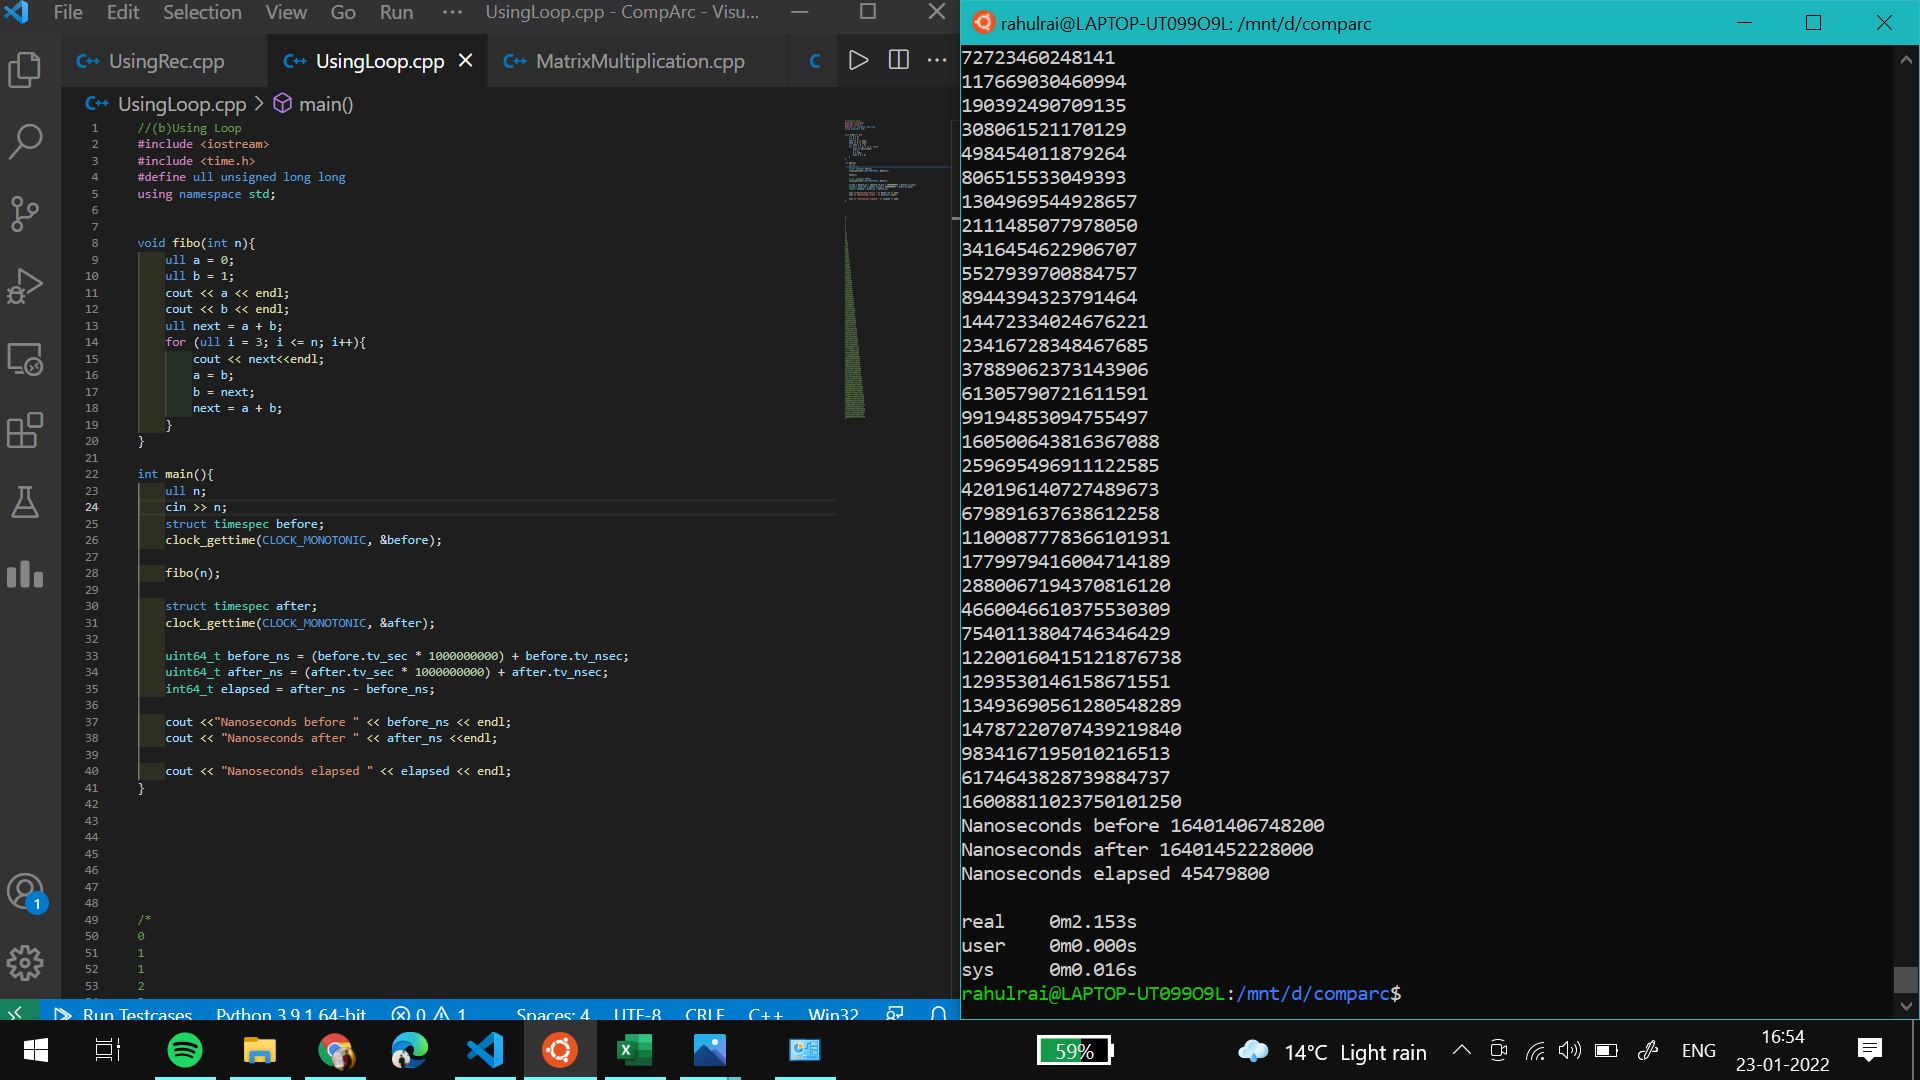 File Edit Selection View Go Run ··· UsingLoop.cpp - CompArc - Visu...
UsingRec.cpp UsingLoop.cpp MatrixMultiplication.cpp
UsingLoop.cpp > main()
1 //(b)Using Loop
2 #include <iostream>
3 #include <time.h>
4 #define ull unsigned long long
5 using namespace std;
6
7
8 void fibo(int n){
9 ull a = 0;
10 ull b = 1;
11 cout << a << endl;
12 cout << b << endl;
13 ull next = a + b;
14 for (ull i = 3; i <= n; i++){
15 cout << next<<endl;
16 a = b;
17 b = next;
18 next = a + b;
19 }
20 }
21
22 int main(){
23 ull n;
24 cin >> n;
25 struct timespec before;
26 clock_gettime(CLOCK_MONOTONIC, &before);
27
28 fibo(n);
29
30 struct timespec after;
31 clock_gettime(CLOCK_MONOTONIC, &after);
32
33 uint64_t before_ns = (before.tv_sec * 1000000000) + before.tv_nsec;
34 uint64_t after_ns = (after.tv_sec * 1000000000) + after.tv_nsec;
35 int64_t elapsed = after_ns - before_ns;
36
37 cout <<"Nanoseconds before " << before_ns << endl;
38 cout << "Nanoseconds after " << after_ns <<endl;
39
40 cout << "Nanoseconds elapsed " << elapsed << endl;
41 }
42
43
44
45
46
47
48
49 /*
50 0
51 1
52 1
53 2
1
Run Testcases Python 3.9.1 64-bit 0 1 Spaces: 4 UTF-8 CRLF C++ Win32
rahulrai@LAPTOP-UT099O9L: /mnt/d/comparc
72723460248141
117669030460994
190392490709135
308061521170129
498454011879264
806515533049393
1304969544928657
2111485077978050
3416454622906707
5527939700884757
8944394323791464
14472334024676221
23416728348467685
37889062373143906
61305790721611591
99194853094755497
160500643816367088
259695496911122585
420196140727489673
679891637638612258
1100087778366101931
1779979416004714189
2880067194370816120
4660046610375530309
7540113804746346429
12200160415121876738
1293530146158671551
13493690561280548289
14787220707439219840
9834167195010216513
6174643828739884737
16008811023750101250
Nanoseconds before 16401406748200
Nanoseconds after 16401452228000
Nanoseconds elapsed 45479800
real 0m2.153s
user 0m0.000s
sys 0m0.016s
rahulrai@LAPTOP-UT099O9L:/mnt/d/comparc$
59% 14°C Light rain ENG 16:54
23-01-2022